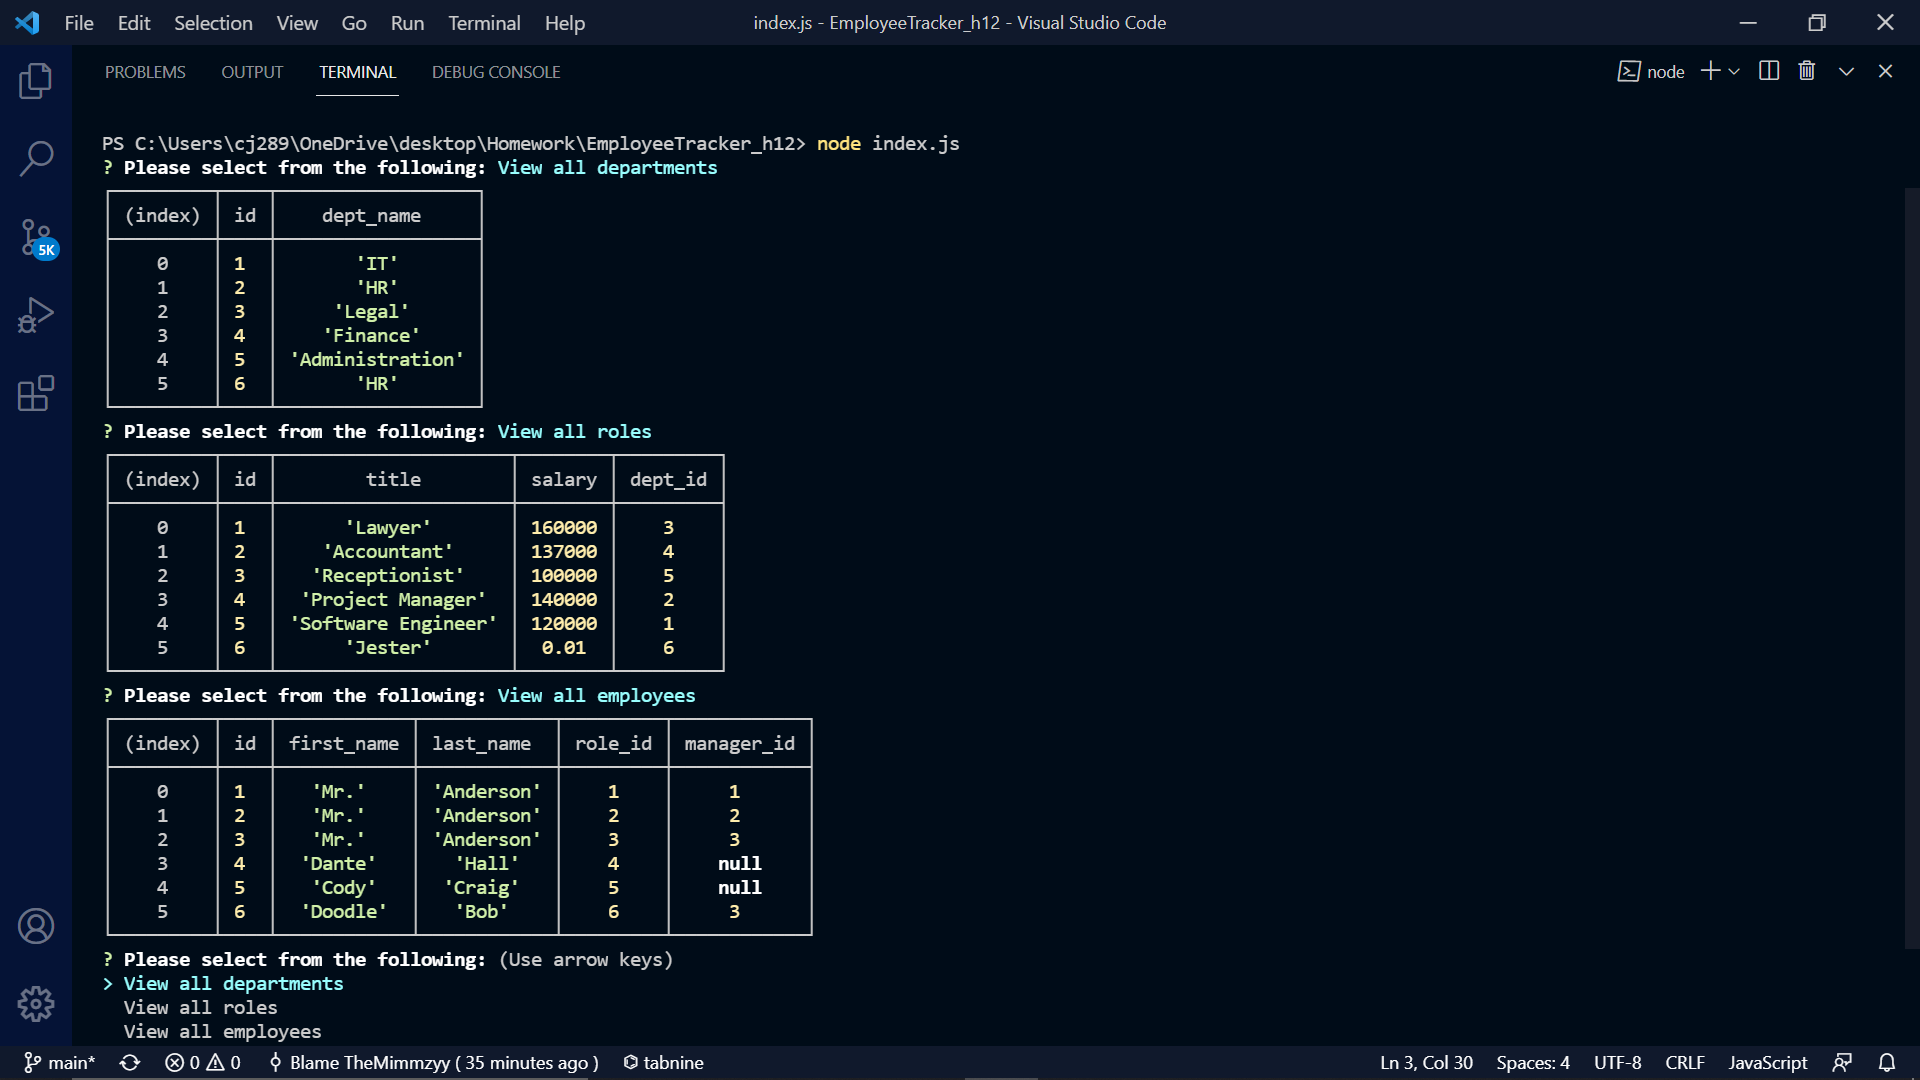 File Edit Selection View Go Run Terminal Help index.js - EmployeeTracker_h12 - Visual Studio Code
PROBLEMS OUTPUT TERMINAL DEBUG CONSOLE node
PS C:\Users\cj289\OneDrive\desktop\Homework\EmployeeTracker_h12> node index.js
? Please select from the following: View all departments
(index) id dept_name
0 1 'IT'
1 2 'HR'
2 3 'Legal'
3 4 'Finance'
4 5 'Administration'
5 6 'HR'
? Please select from the following: View all roles
(index) id title salary dept_id
0 1 'Lawyer' 160000 3
1 2 'Accountant' 137000 4
2 3 'Receptionist' 100000 5
3 4 'Project Manager' 140000 2
4 5 'Software Engineer' 120000 1
5 6 'Jester' 0.01 6
? Please select from the following: View all employees
(index) id first_name last_name role_id manager_id
0 1 'Mr.' 'Anderson' 1 1
1 2 'Mr.' 'Anderson' 2 2
2 3 'Mr.' 'Anderson' 3 3
3 4 'Dante' 'Hall' 4 null
4 5 'Cody' 'Craig' 5 null
5 6 'Doodle' 'Bob' 6 3
? Please select from the following: (Use arrow keys)
> View all departments
View all roles
View all employees
5K
main* 0 0 Blame TheMimmzyy ( 35 minutes ago ) tabnine Ln 3, Col 30 Spaces: 4 UTF-8 CRLF JavaScript